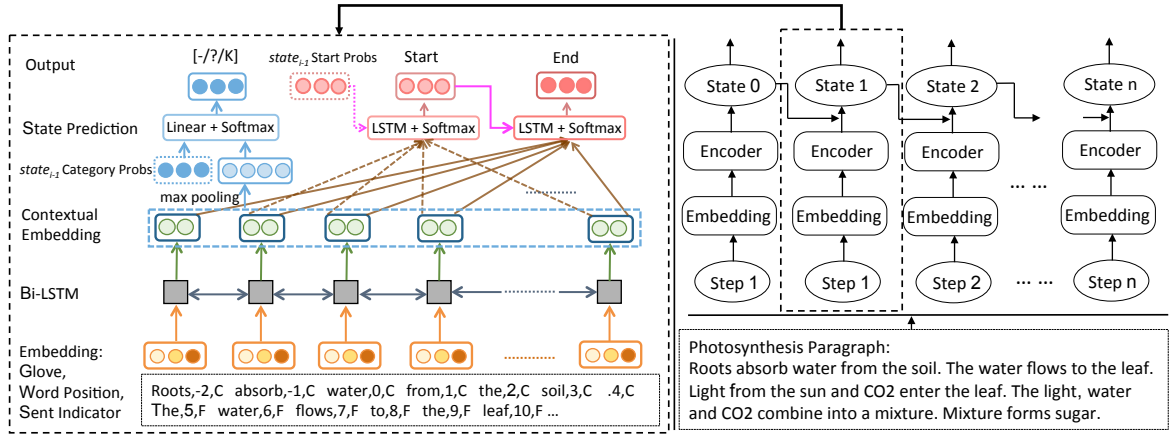 Output
[-/?/K]
state_{i-1} Start Probs
Start
End
State Prediction
Linear + Softmax
LSTM + Softmax
LSTM + Softmax
state_{i-1} Category Probs
max pooling
Contextual
Embedding
Bi-LSTM
Embedding:
Glove,
Word Position,
Sent Indicator
Roots,-2,C absorb,-1,C water,0,C from,1,C the,2,C soil,3,C .4,C
The,5,F water,6,F flows,7,F to,8,F the,9,F leaf,10,F ...
State 0
State 1
State 2
State n
Encoder
Encoder
Encoder
Encoder
... ...
Embedding
Embedding
Embedding
Embedding
Step 1
Step 1
Step 2
... ...
Step n
Photosynthesis Paragraph:
Roots absorb water from the soil. The water flows to the leaf.
Light from the sun and CO2 enter the leaf. The light, water
and CO2 combine into a mixture. Mixture forms sugar.